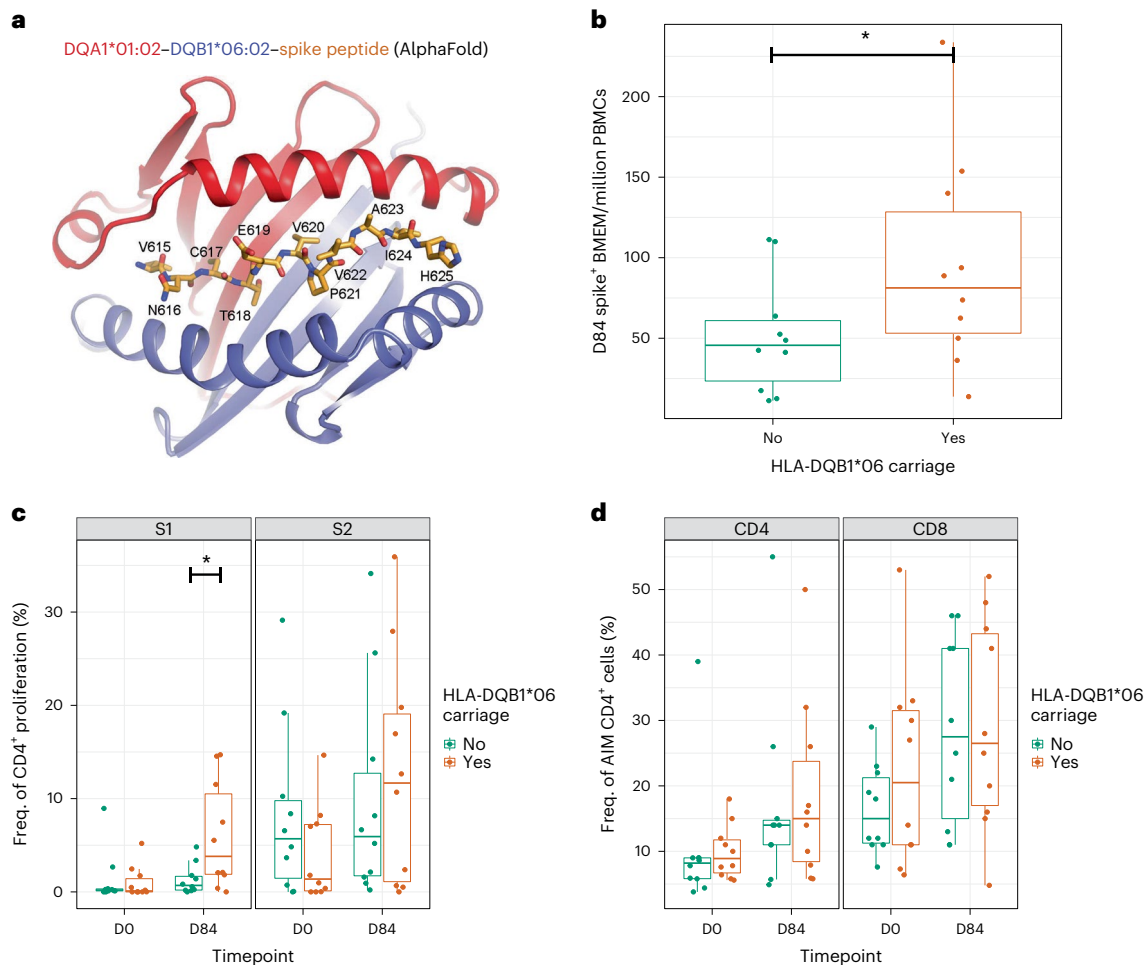 a
DQA1*01:02–DQB1*06:02–spike peptide (AlphaFold)
V615
N616
C617
T618
E619
V620
P621
V622
A623
I624
H625
b
*
D84 spike⁺ BMEM/million PBMCs
200
150
100
50
No
Yes
HLA-DQB1*06 carriage
c
S1
S2
*
Freq. of CD4⁺ proliferation (%)
30
20
10
0
D0
D84
D0
D84
Timepoint
HLA-DQB1*06
carriage
No
Yes
d
CD4
CD8
Freq. of AIM CD4⁺ cells (%)
50
40
30
20
10
D0
D84
D0
D84
Timepoint
HLA-DQB1*06
carriage
No
Yes